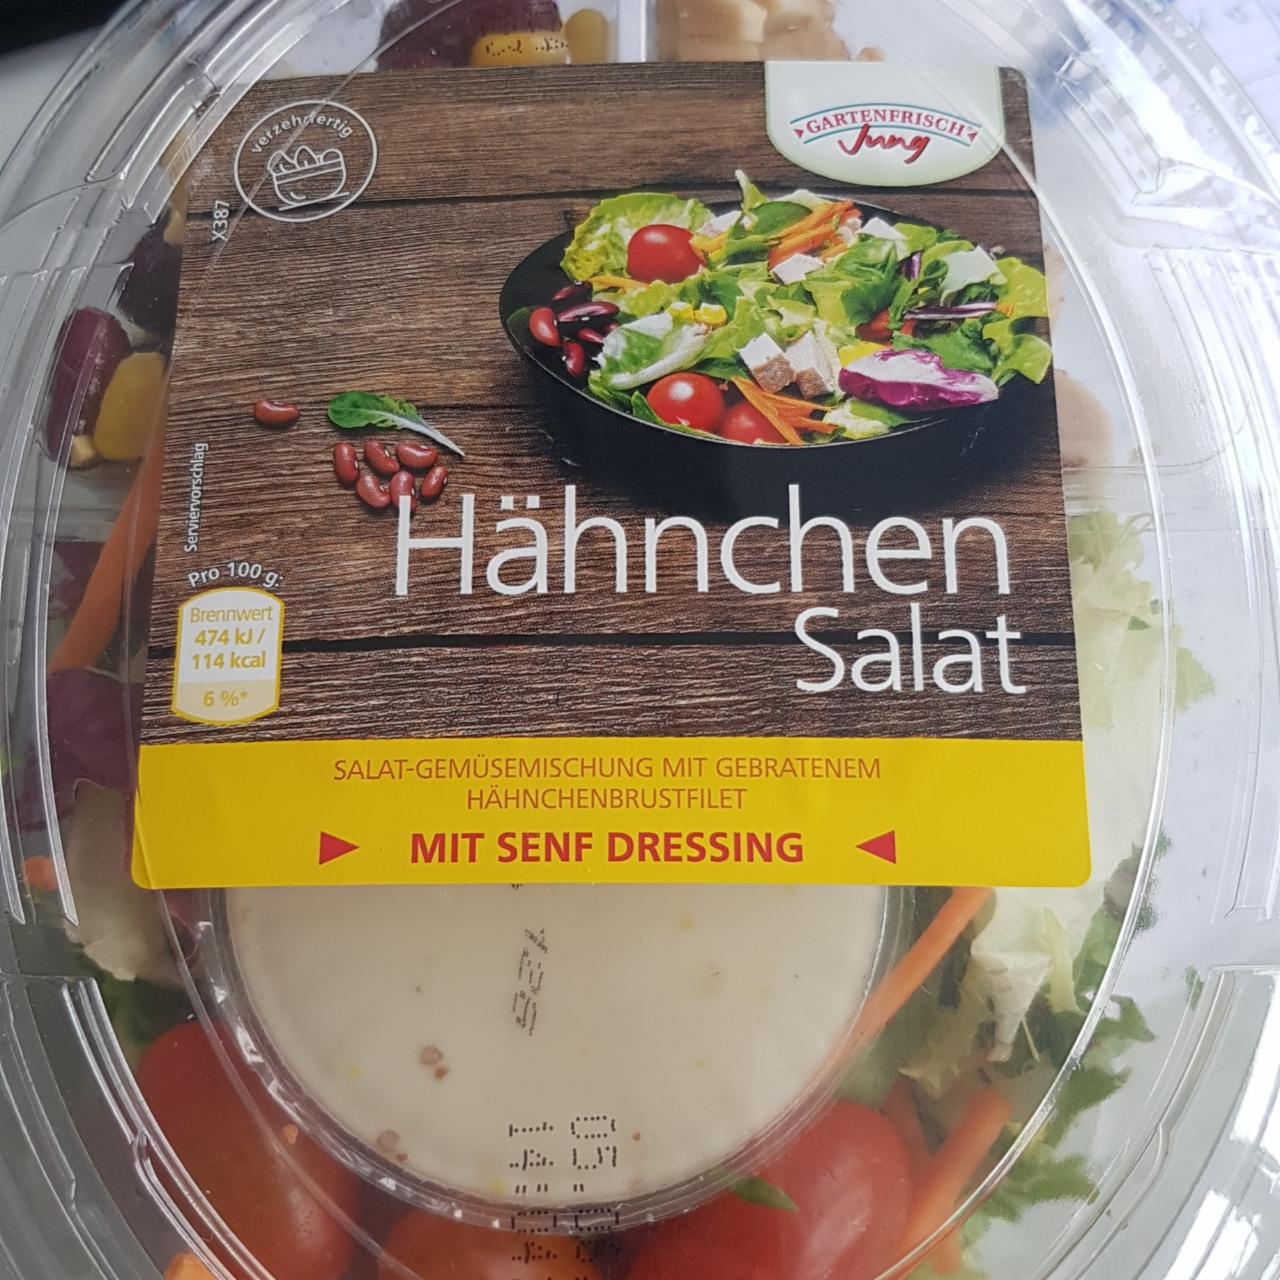 verzehrfertig
GARTENFRISCH®
Jung
X387
Serviervorschlag
Hähnchen
Salat
Pro 100 g:
Brennwert
474 kJ /
114 kcal
6 %*
SALAT-GEMÜSEMISCHUNG MIT GEBRATENEM
HÄHNCHENBRUSTFILET
MIT SENF DRESSING